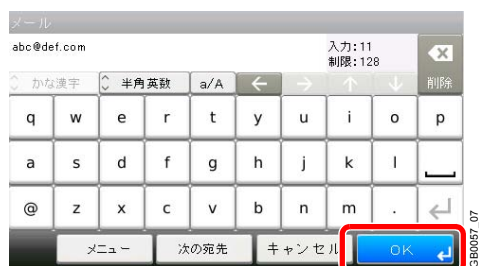 メール
abc@def.com
入力:11
制限:128
かな漢字 半角英数 a/A ← → ↑ ↓ 削除
q w e r t y u i o p
a s d f g h j k l
@ z x c v b n m .
メニュー 次の宛先 キャンセル OK
GB0057_07